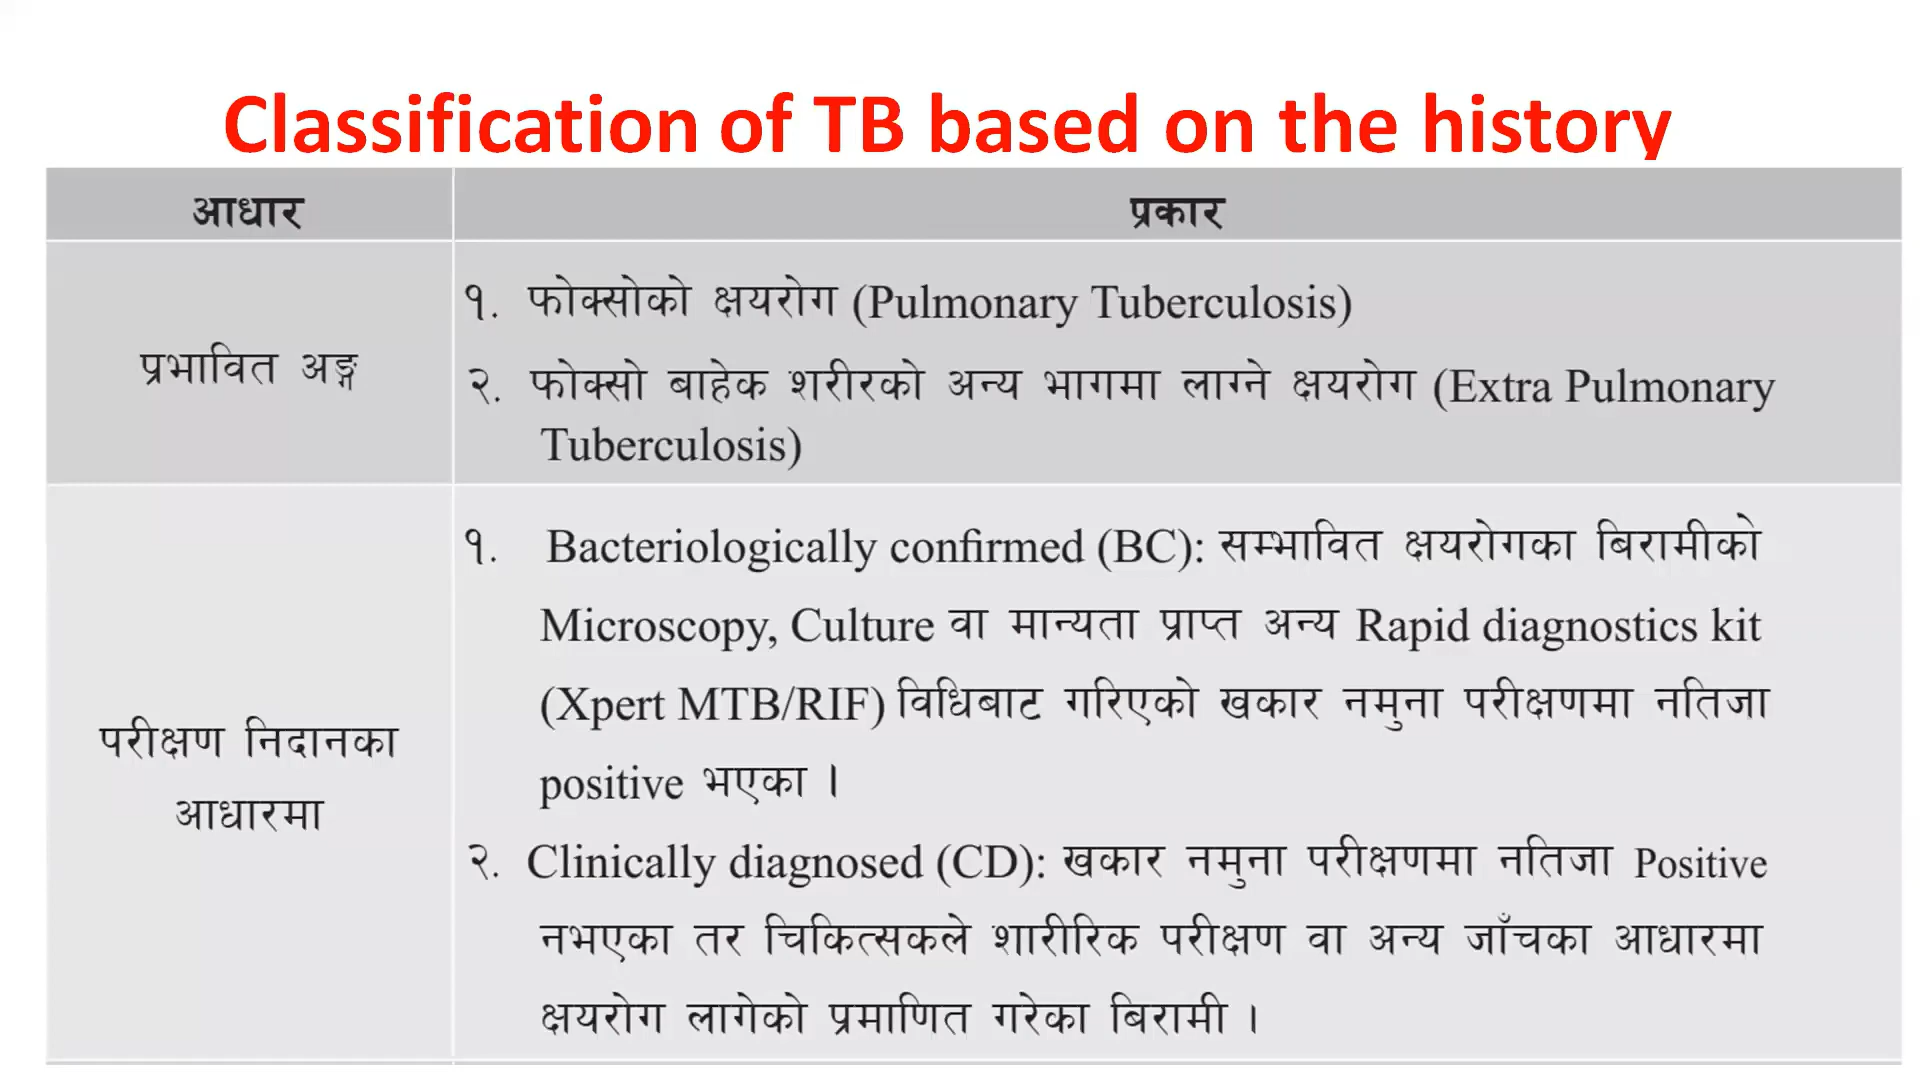 Classification of TB based on the history
आधार
प्रकार
प्रभावित अङ्ग
१. फोक्सोको क्षयरोग (Pulmonary Tuberculosis)
२. फोक्सो बाहेक शरीरको अन्य भागमा लाग्ने क्षयरोग (Extra Pulmonary
Tuberculosis)
परीक्षण निदानका
आधारमा
१. Bacteriologically confirmed (BC): सम्भावित क्षयरोगका बिरामीको
Microscopy, Culture वा मान्यता प्राप्त अन्य Rapid diagnostics kit
(Xpert MTB/RIF) विधिबाट गरिएको खकार नमुना परीक्षणमा नतिजा
positive भएका ।
२. Clinically diagnosed (CD): खकार नमुना परीक्षणमा नतिजा Positive
नभएका तर चिकित्सकले शारीरिक परीक्षण वा अन्य जाँचका आधारमा
क्षयरोग लागेको प्रमाणित गरेका बिरामी ।